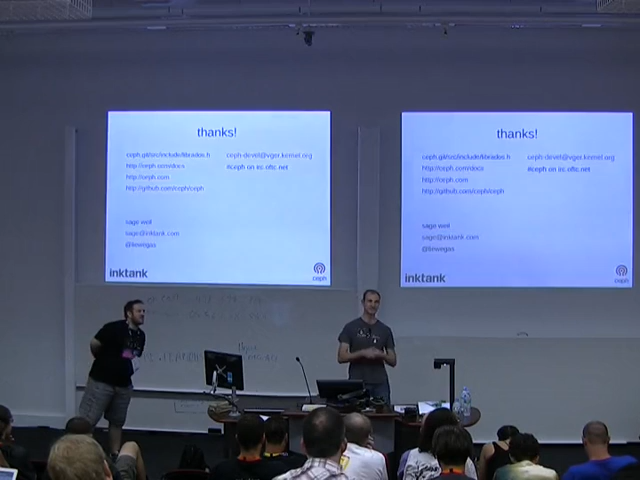 thanks!
ceph.git/src/include/librados.h
http://ceph.com/docs
http://ceph.com
http://github.com/ceph/ceph
ceph-devel@vger.kernel.org
#ceph on irc.oftc.net
sage weil
sage@inktank.com
@liewegas
inktank
ceph
thanks!
ceph.git/src/include/librados.h
http://ceph.com/docs
http://ceph.com
http://github.com/ceph/ceph
ceph-devel@vger.kernel.org
#ceph on irc.oftc.net
sage weil
sage@inktank.com
@liewegas
inktank
ceph